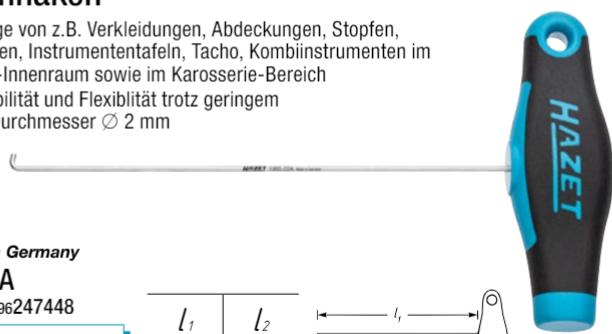 ge von z.B. Verkleidungen, Abdeckungen, Stopfen,
en, Instrumententafeln, Tacho, Kombiinstrumenten im
-Innenraum sowie im Karosserie-Bereich
bilität und Flexiblität trotz geringem
urchmesser ∅ 2 mm
HAZET
HAZET
Germany
A
96247448
l1 l2 l1